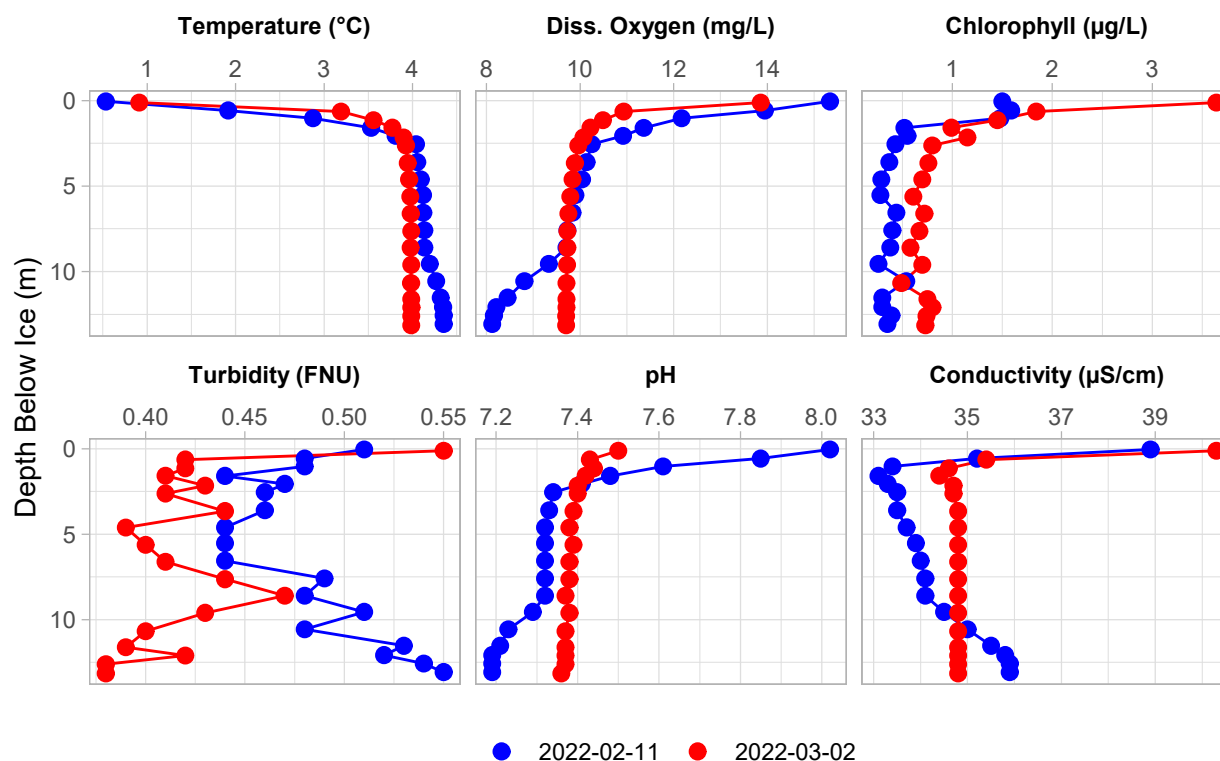 Temperature (°C) Diss. Oxygen (mg/L) Chlorophyll (µg/L)
1 2 3 4 8 10 12 14 1 2 3
0
5
10
Depth Below Ice (m)
Turbidity (FNU) pH Conductivity (µS/cm)
0.40 0.45 0.50 0.55 7.2 7.4 7.6 7.8 8.0 33 35 37 39
0
5
10
2022-02-11 2022-03-02